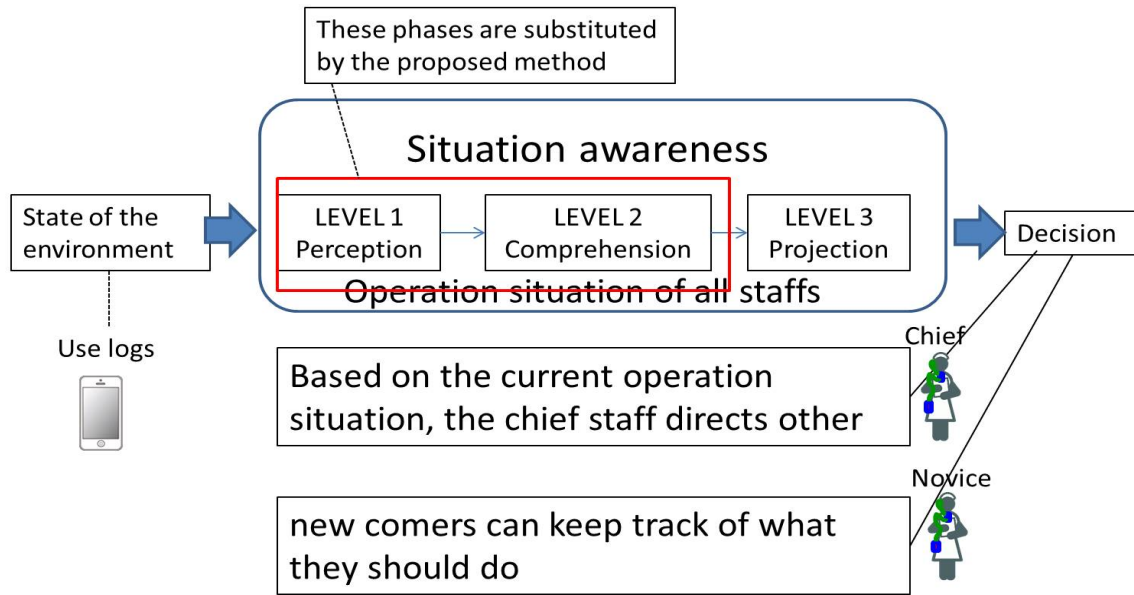 These phases are substituted
by the proposed method
Situation awareness
State of the
environment
LEVEL 1
Perception
LEVEL 2
Comprehension
LEVEL 3
Projection
Decision
Operation situation of all staffs
Use logs
Chief
Based on the current operation
situation, the chief staff directs other
Novice
new comers can keep track of what
they should do